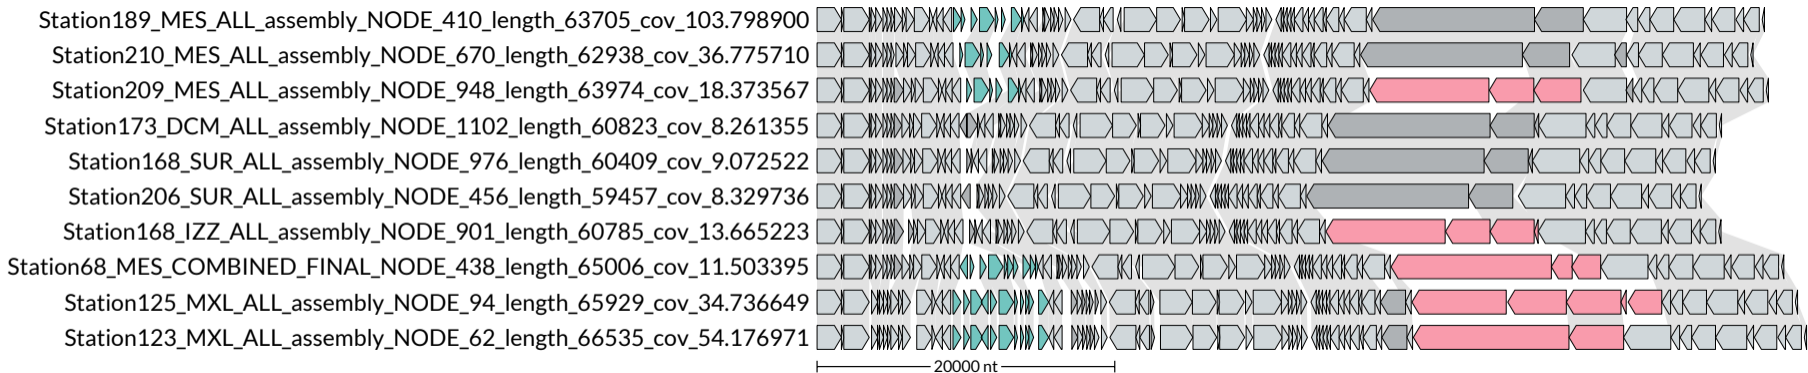 Station189_MES_ALL_assembly_NODE_410_length_63705_cov_103.798900
Station210_MES_ALL_assembly_NODE_670_length_62938_cov_36.775710
Station209_MES_ALL_assembly_NODE_948_length_63974_cov_18.373567
Station173_DCM_ALL_assembly_NODE_1102_length_60823_cov_8.261355
Station168_SUR_ALL_assembly_NODE_976_length_60409_cov_9.072522
Station206_SUR_ALL_assembly_NODE_456_length_59457_cov_8.329736
Station168_IZZ_ALL_assembly_NODE_901_length_60785_cov_13.665223
Station68_MES_COMBINED_FINAL_NODE_438_length_65006_cov_11.503395
Station125_MXL_ALL_assembly_NODE_94_length_65929_cov_34.736649
Station123_MXL_ALL_assembly_NODE_62_length_66535_cov_54.176971
20000 nt